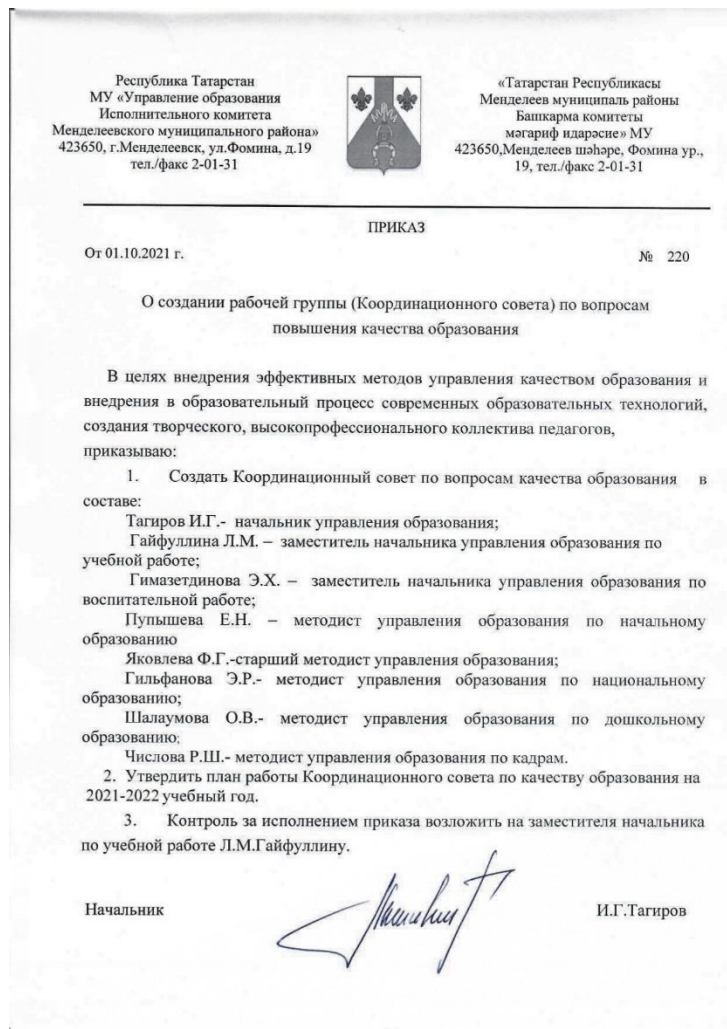 Республика Татарстан
МУ «Управление образования
Исполнительного комитета
Менделеевского муниципального района»
423650, г.Менделеевск, ул.Фомина, д.19
тел./факс 2-01-31
«Татарстан Республикасы
Менделеев муниципаль районы
Башкарма комитеты
мәгариф идарәсие» МУ
423650,Менделеев шәһәре, Фомина ур.,
19, тел./факс 2-01-31
ПРИКАЗ
От 01.10.2021 г. № 220
О создании рабочей группы (Координационного совета) по вопросам
повышения качества образования
В целях внедрения эффективных методов управления качеством образования и
внедрения в образовательный процесс современных образовательных технологий,
создания творческого, высокопрофессионального коллектива педагогов,
приказываю:
1. Создать Координационный совет по вопросам качества образования в
составе:
Тагиров И.Г.- начальник управления образования;
Гайфуллина Л.М. – заместитель начальника управления образования по
учебной работе;
Гимазетдинова Э.Х. – заместитель начальника управления образования по
воспитательной работе;
Пупышева Е.Н. – методист управления образования по начальному
образованию
Яковлева Ф.Г.-старший методист управления образования;
Гильфанова Э.Р.- методист управления образования по национальному
образованию;
Шалаумова О.В.- методист управления образования по дошкольному
образованию;
Числова Р.Ш.- методист управления образования по кадрам.
2. Утвердить план работы Координационного совета по качеству образования на
2021-2022 учебный год.
3. Контроль за исполнением приказа возложить на заместителя начальника
по учебной работе Л.М.Гайфуллину.
Начальник И.Г.Тагиров